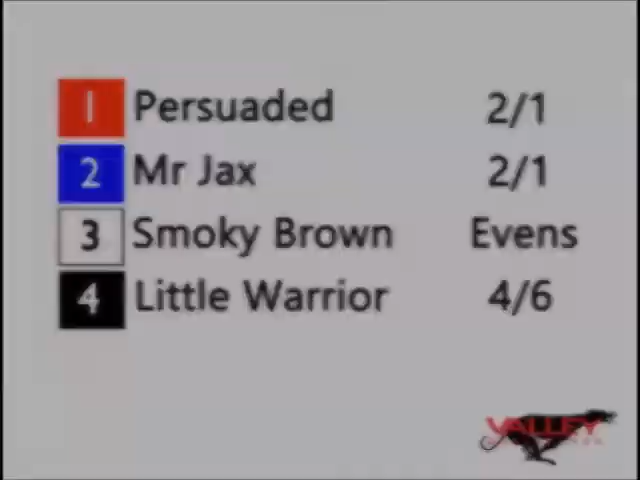 1 Persuaded 2/1
2 Mr Jax 2/1
3 Smoky Brown Evens
4 Little Warrior 4/6
VALLEY